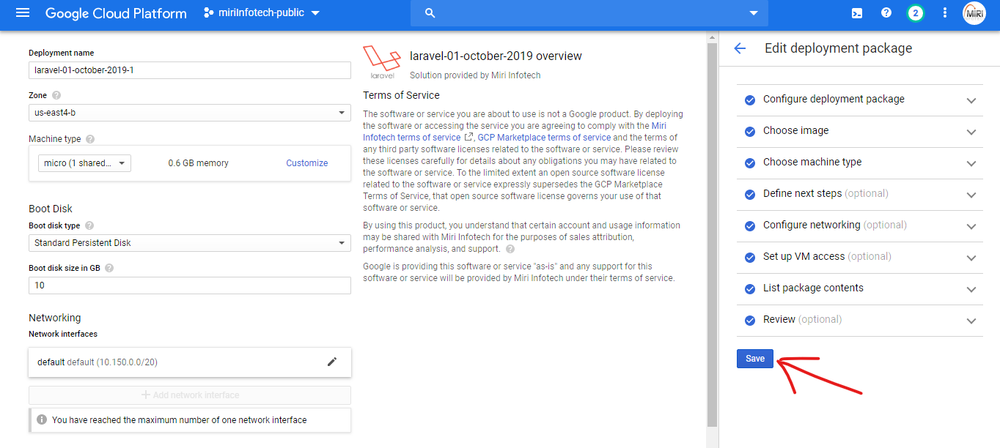 Google Cloud Platform
miriInfotech-public
2
MiRi
Deployment name
laravel-01-october-2019-1
Zone
us-east4-b
Machine type
micro (1 shared...
0.6 GB memory
Customize
Boot Disk
Boot disk type
Standard Persistent Disk
Boot disk size in GB
10
Networking
Network interfaces
default default (10.150.0.0/20)
Add network interface
You have reached the maximum number of one network interface
laravel
laravel-01-october-2019 overview
Solution provided by Miri Infotech
Terms of Service
The software or service you are about to use is not a Google product. By deploying
the software or accessing the service you are agreeing to comply with the Miri
Infotech terms of service , GCP Marketplace terms of service and the terms of
any third party software licenses related to the software or service. Please review
these licenses carefully for details about any obligations you may have related to
the software or service. To the limited extent an open source software license
related to the software or service expressly supersedes the GCP Marketplace
Terms of Service, that open source software license governs your use of that
software or service.
By using this product, you understand that certain account and usage information
may be shared with Miri Infotech for the purposes of sales attribution,
performance analysis, and support.
Google is providing this software or service "as-is" and any support for this
software or service will be provided by Miri Infotech under their terms of service.
Edit deployment package
Configure deployment package
Choose image
Choose machine type
Define next steps (optional)
Configure networking (optional)
Set up VM access (optional)
List package contents
Review (optional)
Save